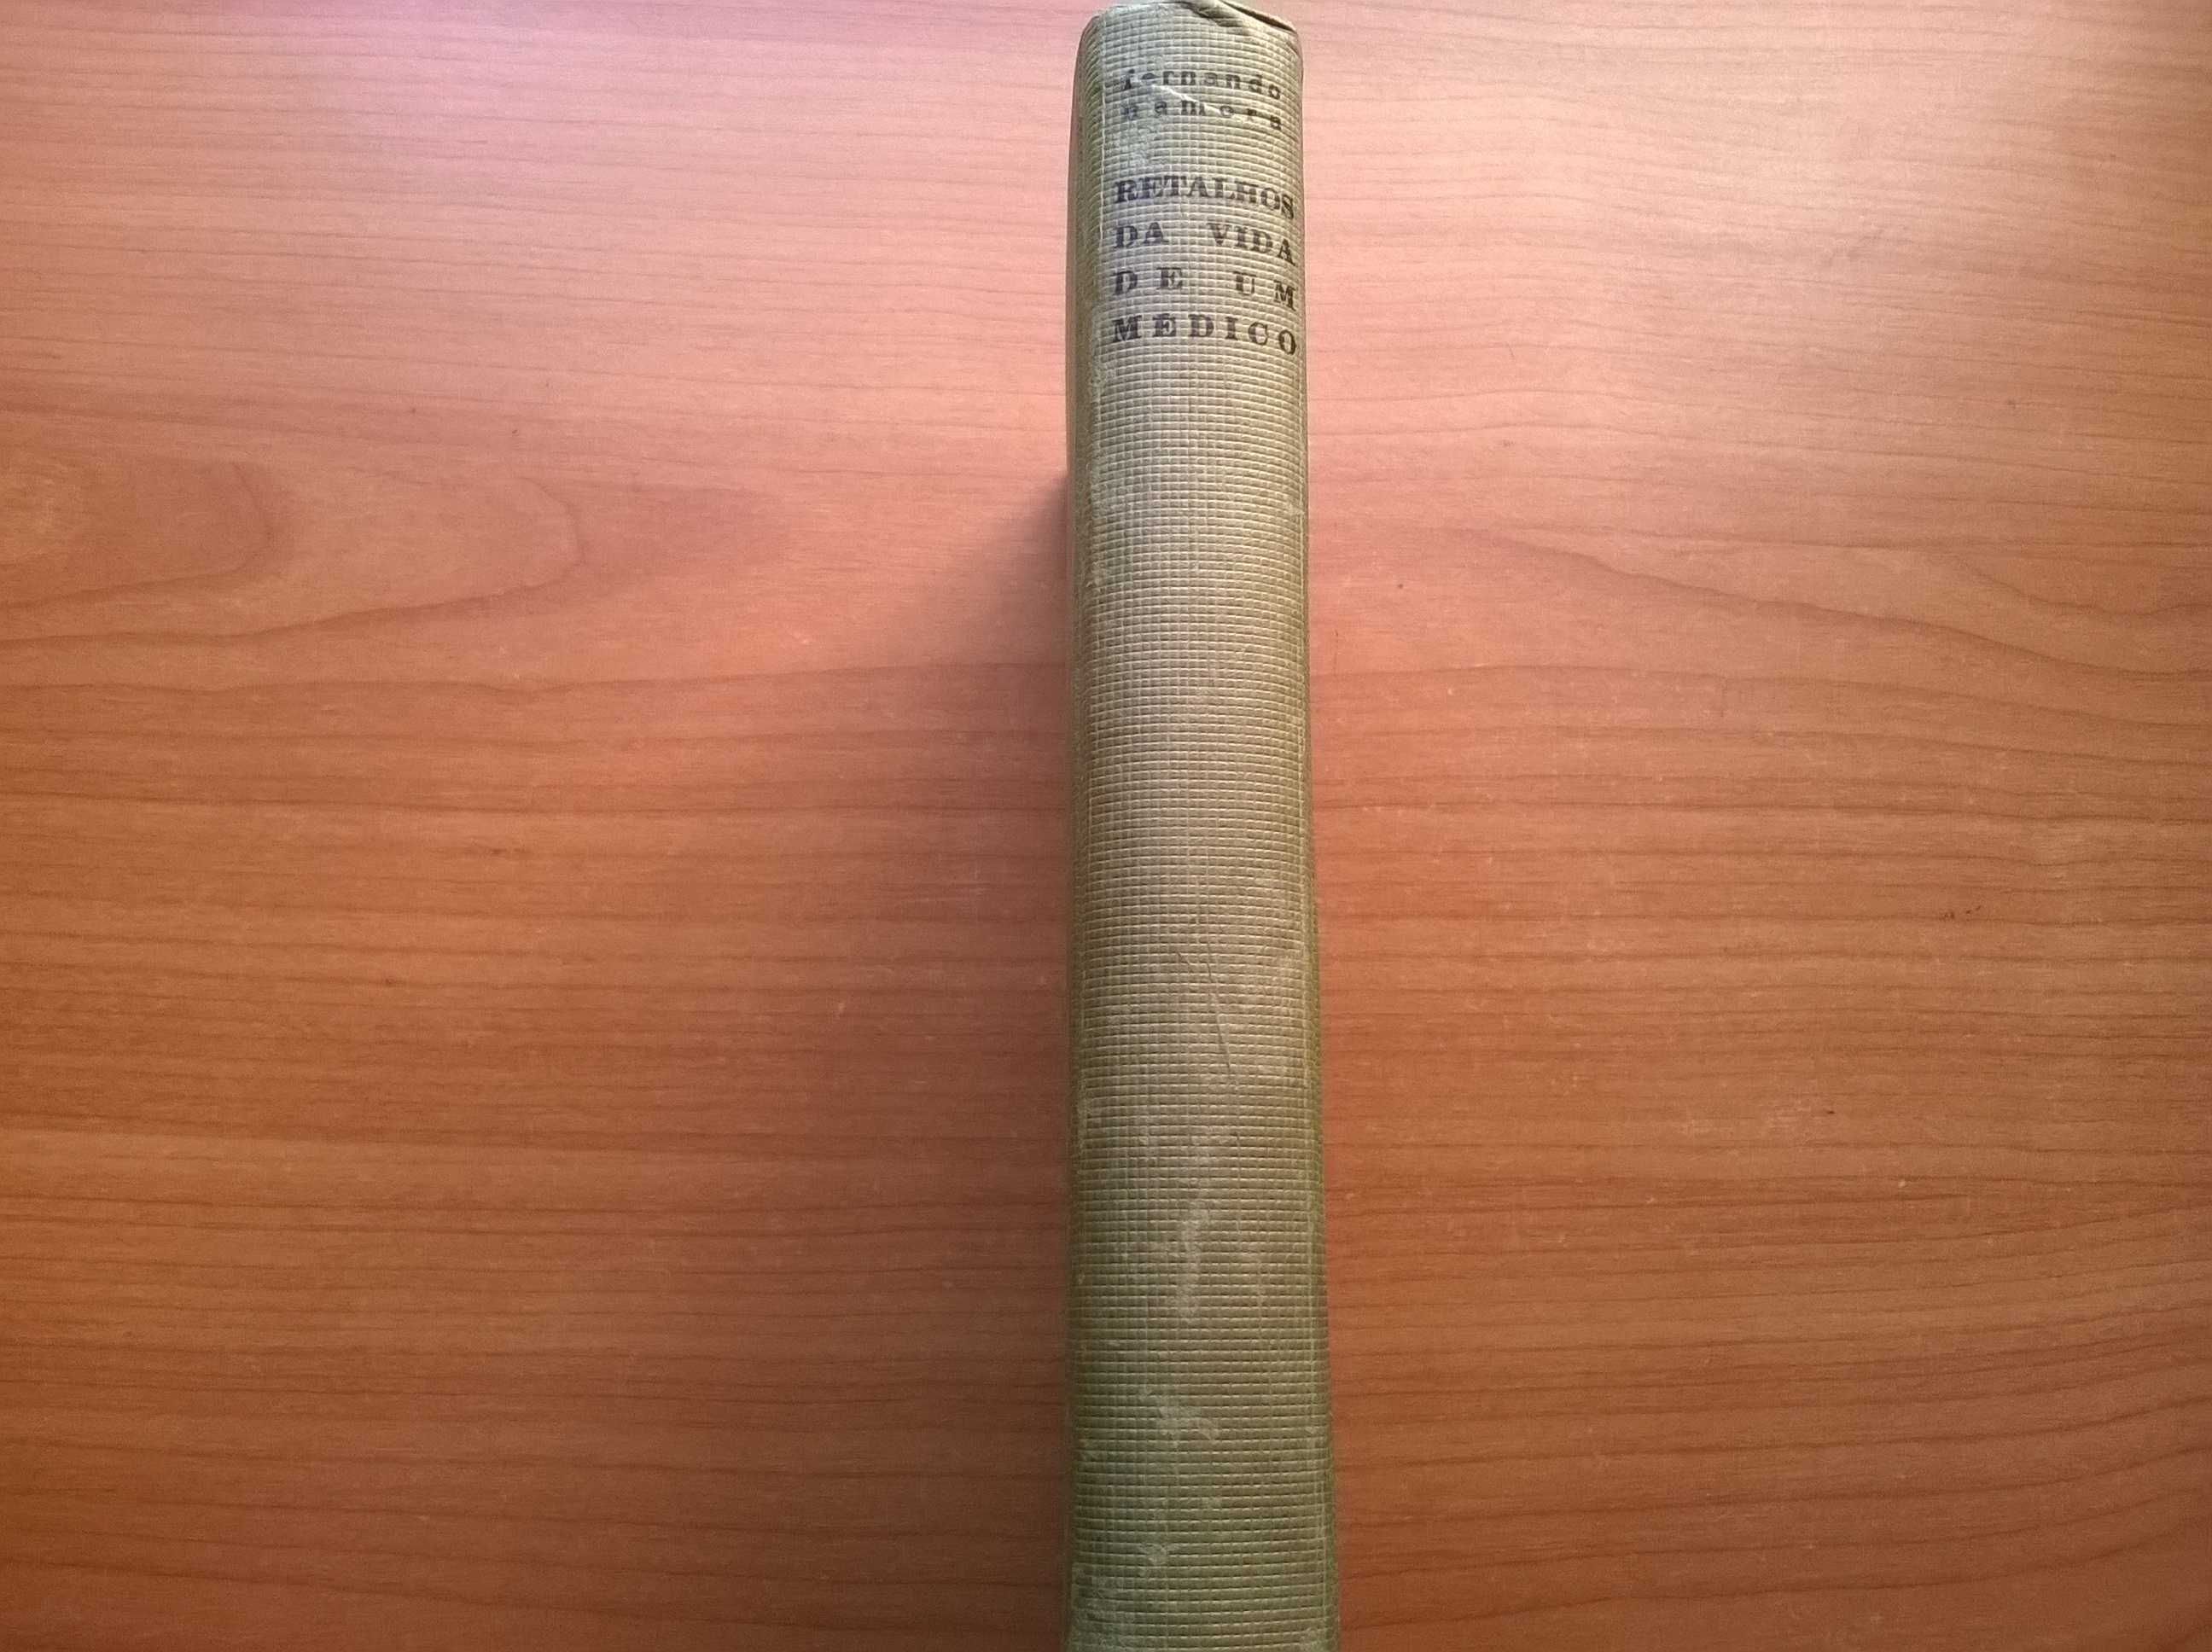 fernando
namora
RETALHOS
DA VIDA
DE UM
MÉDICO